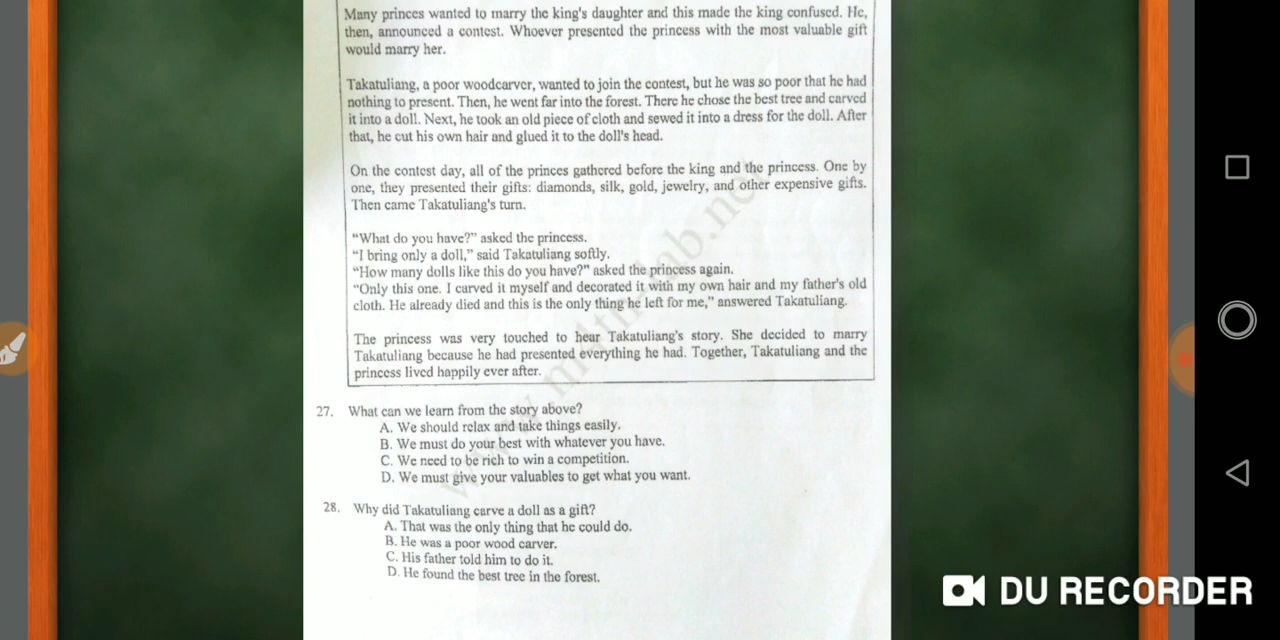 Many princes wanted to marry the king's daughter and this made the king confused. He,
then, announced a contest. Whoever presented the princess with the most valuable gift
would marry her.
Takatuliang, a poor woodcarver, wanted to join the contest, but he was so poor that he had
nothing to present. Then, he went far into the forest. There he chose the best tree and carved
it into a doll. Next, he took an old piece of cloth and sewed it into a dress for the doll. After
that, he cut his own hair and glued it to the doll's head.
On the contest day, all of the princes gathered before the king and the princess. One by
one, they presented their gifts: diamonds, silk, gold, jewelry, and other expensive gifts.
Then came Takatuliang's turn.
"What do you have?" asked the princess.
"I bring only a doll," said Takatuliang softly.
"How many dolls like this do you have?" asked the princess again.
"Only this one. I carved it myself and decorated it with my own hair and my father's old
cloth. He already died and this is the only thing he left for me," answered Takatuliang.
The princess was very touched to hear Takatuliang's story. She decided to marry
Takatuliang because he had presented everything he had. Together, Takatuliang and the
princess lived happily ever after.
27. What can we learn from the story above?
A. We should relax and take things easily.
B. We must do your best with whatever you have.
C. We need to be rich to win a competition.
D. We must give your valuables to get what you want.
28. Why did Takatuliang carve a doll as a gift?
A. That was the only thing that he could do.
B. He was a poor wood carver.
C. His father told him to do it.
D. He found the best tree in the forest.
DU RECORDER